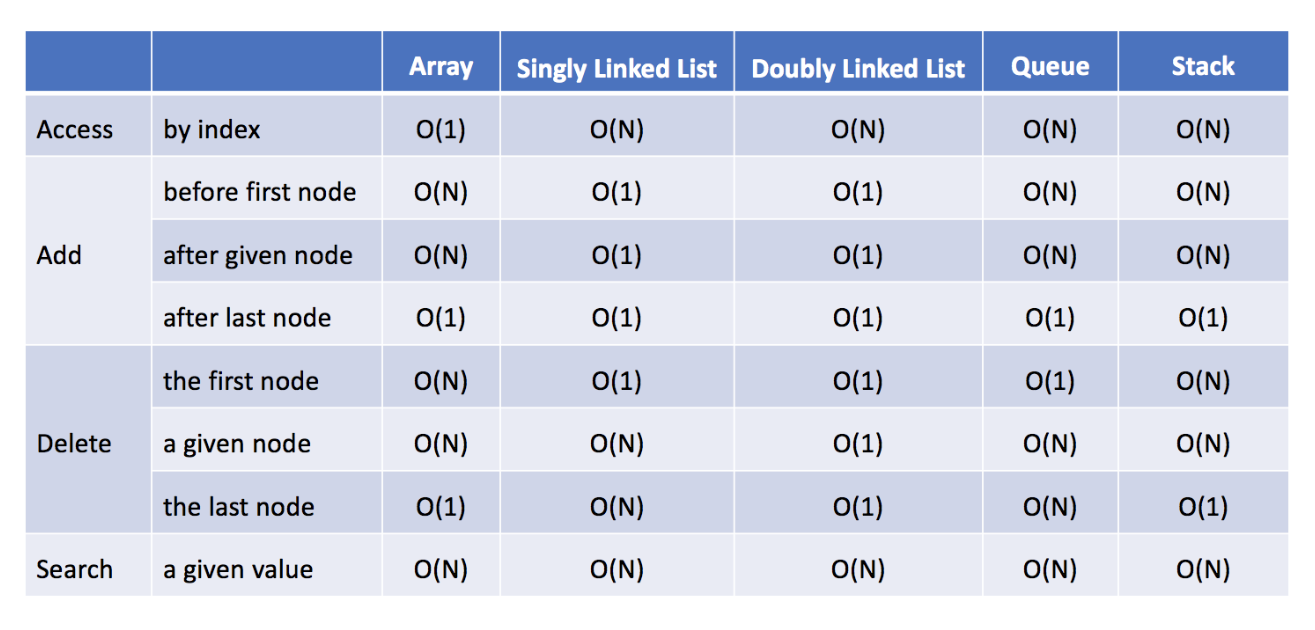 Array Singly Linked List Doubly Linked List Queue Stack
Access by index O(1) O(N) O(N) O(N) O(N)
before first node O(N) O(1) O(1) O(N) O(N)
Add after given node O(N) O(1) O(1) O(N) O(N)
after last node O(1) O(1) O(1) O(1) O(1)
the first node O(N) O(1) O(1) O(1) O(N)
Delete a given node O(N) O(N) O(1) O(N) O(N)
the last node O(1) O(N) O(1) O(N) O(1)
Search a given value O(N) O(N) O(N) O(N) O(N)